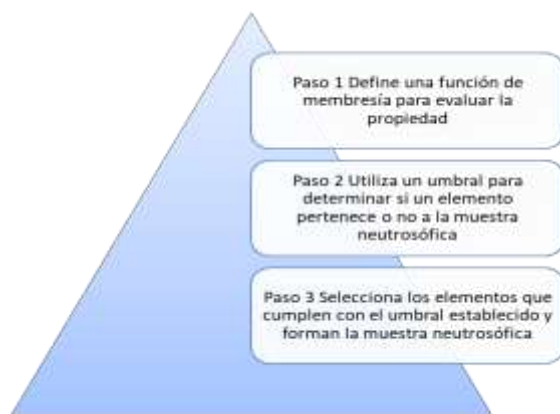 Paso 1 Define una función de
membresía para evaluar la
propiedad
Paso 2 Utiliza un umbral para
determinar si un elemento
pertenece o no a la muestra
neutrosófica
Paso 3 Selecciona los elementos que
cumplen con el umbral establecido y
forman la muestra neutrosófica